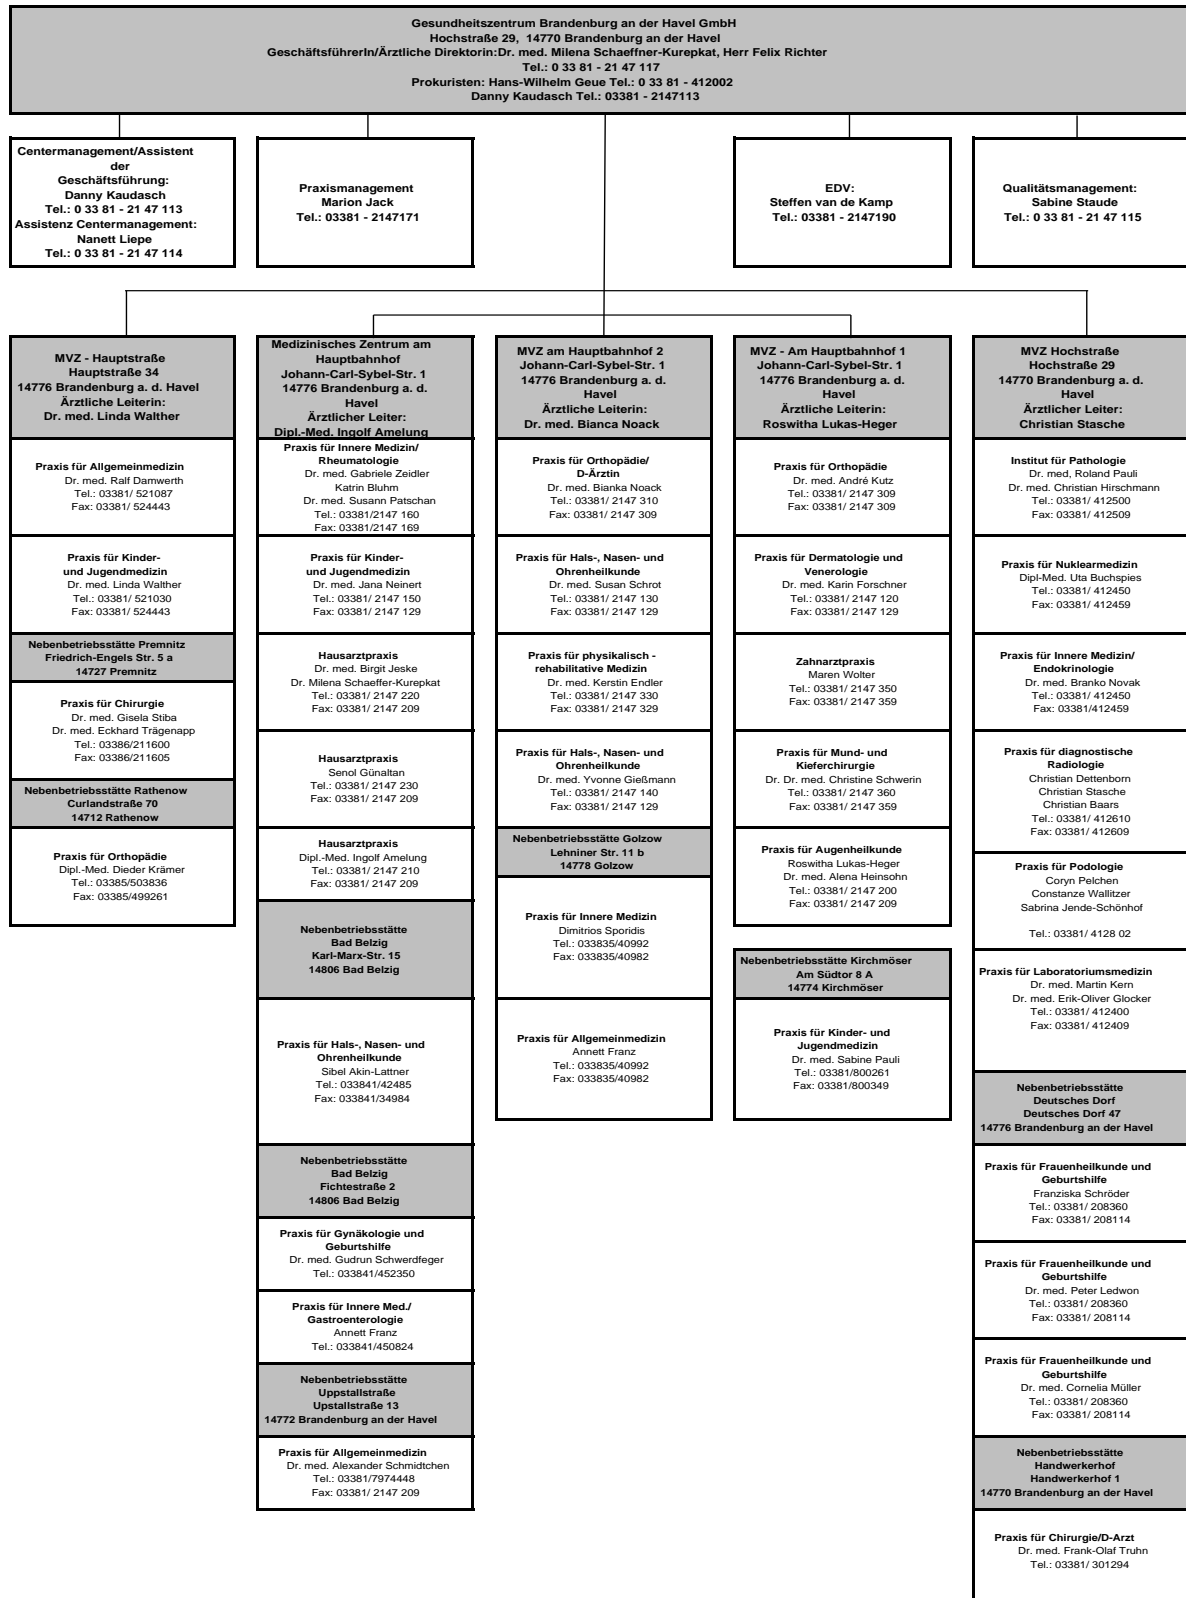 Gesundheitszentrum Brandenburg an der Havel GmbH
Hochstraße 29, 14770 Brandenburg an der Havel
GeschäftsführerIn/Ärztliche Direktorin:Dr. med. Milena Schaeffner-Kurepkat, Herr Felix Richter
Tel.: 0 33 81 - 21 47 117
Prokuristen: Hans-Wilhelm Geue Tel.: 0 33 81 - 412002
Danny Kaudasch Tel.: 03381 - 2147113
Centermanagement/Assistent
der
Geschäftsführung:
Danny Kaudasch
Tel.: 0 33 81 - 21 47 113
Assistenz Centermanagement:
Nanett Liepe
Tel.: 0 33 81 - 21 47 114
Praxismanagement
Marion Jack
Tel.: 03381 - 2147171
EDV:
Steffen van de Kamp
Tel.: 03381 - 2147190
Qualitätsmanagement:
Sabine Staude
Tel.: 0 33 81 - 21 47 115
MVZ - Hauptstraße
Hauptstraße 34
14776 Brandenburg a. d. Havel
Ärztliche Leiterin:
Dr. med. Linda Walther
Praxis für Allgemeinmedizin
Dr. med. Ralf Damwerth
Tel.: 03381/ 521087
Fax: 03381/ 524443
Praxis für Kinder-
und Jugendmedizin
Dr. med. Linda Walther
Tel.: 03381/ 521030
Fax: 03381/ 524443
Nebenbetriebsstätte Premnitz
Friedrich-Engels Str. 5 a
14727 Premnitz
Praxis für Chirurgie
Dr. med. Gisela Stiba
Dr. med. Eckhard Trägenapp
Tel.: 03386/211600
Fax: 03386/211605
Nebenbetriebsstätte Rathenow
Curlandstraße 70
14712 Rathenow
Praxis für Orthopädie
Dipl.-Med. Dieder Krämer
Tel.: 03385/503836
Fax: 03385/499261
Medizinisches Zentrum am
Hauptbahnhof
Johann-Carl-Sybel-Str. 1
14776 Brandenburg a. d.
Havel
Ärztlicher Leiter:
Dipl.-Med. Ingolf Amelung
Praxis für Innere Medizin/
Rheumatologie
Dr. med. Gabriele Zeidler
Katrin Bluhm
Dr. med. Susann Patschan
Tel.: 03381/2147 160
Fax: 03381/2147 169
Praxis für Kinder-
und Jugendmedizin
Dr. med. Jana Neinert
Tel.: 03381/ 2147 150
Fax: 03381/ 2147 129
Hausarztpraxis
Dr. med. Birgit Jeske
Dr. Milena Schaeffer-Kurepkat
Tel.: 03381/ 2147 220
Fax: 03381/ 2147 209
Hausarztpraxis
Senol Günaltan
Tel.: 03381/ 2147 230
Fax: 03381/ 2147 209
Hausarztpraxis
Dipl.-Med. Ingolf Amelung
Tel.: 03381/ 2147 210
Fax: 03381/ 2147 209
Nebenbetriebsstätte
Bad Belzig
Karl-Marx-Str. 15
14806 Bad Belzig
Praxis für Hals-, Nasen- und
Ohrenheilkunde
Sibel Akin-Lattner
Tel.: 033841/42485
Fax: 033841/34984
Nebenbetriebsstätte
Bad Belzig
Fichtestraße 2
14806 Bad Belzig
Praxis für Gynäkologie und
Geburtshilfe
Dr. med. Gudrun Schwerdfeger
Tel.: 033841/452350
Praxis für Innere Med./
Gastroenterologie
Annett Franz
Tel.: 033841/450824
Nebenbetriebsstätte
Uppstallstraße
Upstallstraße 13
14772 Brandenburg an der Havel
Praxis für Allgemeinmedizin
Dr. med. Alexander Schmidtchen
Tel.: 03381/7974448
Fax: 03381/ 2147 209
MVZ am Hauptbahnhof 2
Johann-Carl-Sybel-Str. 1
14776 Brandenburg a. d.
Havel
Ärztliche Leiterin:
Dr. med. Bianca Noack
Praxis für Orthopädie/
D-Ärztin
Dr. med. Bianka Noack
Tel.: 03381/ 2147 310
Fax: 03381/ 2147 309
Praxis für Hals-, Nasen- und
Ohrenheilkunde
Dr. med. Susan Schrot
Tel.: 03381/ 2147 130
Fax: 03381/ 2147 129
Praxis für physikalisch -
rehabilitative Medizin
Dr. med. Kerstin Endler
Tel.: 03381/ 2147 330
Fax: 03381/ 2147 329
Praxis für Hals-, Nasen- und
Ohrenheilkunde
Dr. med. Yvonne Gießmann
Tel.: 03381/ 2147 140
Fax: 03381/ 2147 129
Nebenbetriebsstätte Golzow
Lehniner Str. 11 b
14778 Golzow
Praxis für Innere Medizin
Dimitrios Sporidis
Tel.: 033835/40992
Fax: 033835/40982
Praxis für Allgemeinmedizin
Annett Franz
Tel.: 033835/40992
Fax: 033835/40982
MVZ - Am Hauptbahnhof 1
Johann-Carl-Sybel-Str. 1
14776 Brandenburg a. d.
Havel
Ärztliche Leiterin:
Roswitha Lukas-Heger
Praxis für Orthopädie
Dr. med. André Kutz
Tel.: 03381/ 2147 309
Fax: 03381/ 2147 309
Praxis für Dermatologie und
Venerologie
Dr. med. Karin Forschner
Tel.: 03381/ 2147 120
Fax: 03381/ 2147 129
Zahnarztpraxis
Maren Wolter
Tel.: 03381/ 2147 350
Fax: 03381/ 2147 359
Praxis für Mund- und
Kieferchirurgie
Dr. Dr. med. Christine Schwerin
Tel.: 03381/ 2147 360
Fax: 03381/ 2147 359
Praxis für Augenheilkunde
Roswitha Lukas-Heger
Dr. med. Alena Heinsohn
Tel.: 03381/ 2147 200
Fax: 03381/ 2147 209
Nebenbetriebsstätte Kirchmöser
Am Südtor 8 A
14774 Kirchmöser
Praxis für Kinder- und
Jugendmedizin
Dr. med. Sabine Pauli
Tel.: 03381/800261
Fax: 03381/800349
MVZ Hochstraße
Hochstraße 29
14770 Brandenburg a. d.
Havel
Ärztlicher Leiter:
Christian Stasche
Institut für Pathologie
Dr. med, Roland Pauli
Dr. med. Christian Hirschmann
Tel.: 03381/ 412500
Fax: 03381/ 412509
Praxis für Nuklearmedizin
Dipl-Med. Uta Buchspies
Tel.: 03381/ 412450
Fax: 03381/ 412459
Praxis für Innere Medizin/
Endokrinologie
Dr. med. Branko Novak
Tel.: 03381/ 412450
Fax: 03381/412459
Praxis für diagnostische
Radiologie
Christian Dettenborn
Christian Stasche
Christian Baars
Tel.: 03381/ 412610
Fax: 03381/ 412609
Praxis für Podologie
Coryn Pelchen
Constanze Wallitzer
Sabrina Jende-Schönhof
Tel.: 03381/ 4128 02
Praxis für Laboratoriumsmedizin
Dr. med. Martin Kern
Dr. med. Erik-Oliver Glocker
Tel.: 03381/ 412400
Fax: 03381/ 412409
Nebenbetriebsstätte
Deutsches Dorf
Deutsches Dorf 47
14776 Brandenburg an der Havel
Praxis für Frauenheilkunde und
Geburtshilfe
Franziska Schröder
Tel.: 03381/ 208360
Fax: 03381/ 208114
Praxis für Frauenheilkunde und
Geburtshilfe
Dr. med. Peter Ledwon
Tel.: 03381/ 208360
Fax: 03381/ 208114
Praxis für Frauenheilkunde und
Geburtshilfe
Dr. med. Cornelia Müller
Tel.: 03381/ 208360
Fax: 03381/ 208114
Nebenbetriebsstätte
Handwerkerhof
Handwerkerhof 1
14770 Brandenburg an der Havel
Praxis für Chirurgie/D-Arzt
Dr. med. Frank-Olaf Truhn
Tel.: 03381/ 301294